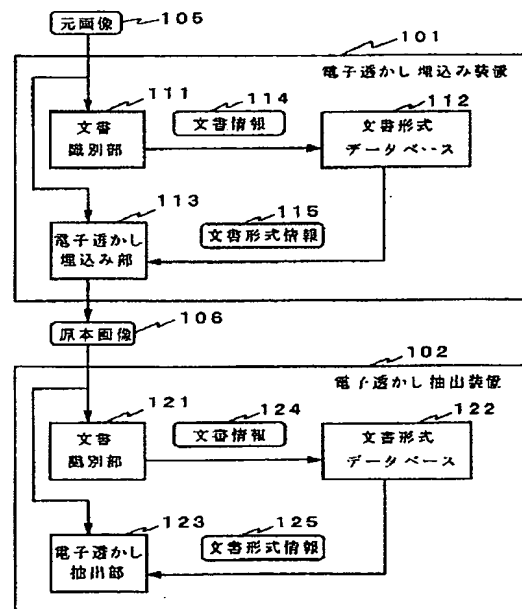 元画像 105
101
電子透かし 埋込み装置
111
114
112
文書
識別部
文書情報
文書形式
データベース
113
115
電子透かし
埋込み部
文書形式情報
原本画像 106
102
電子透かし 抽出装置
121
124
122
文書
識別部
文書情報
文書形式
データベース
123
125
電子透かし
抽出部
文書形式情報